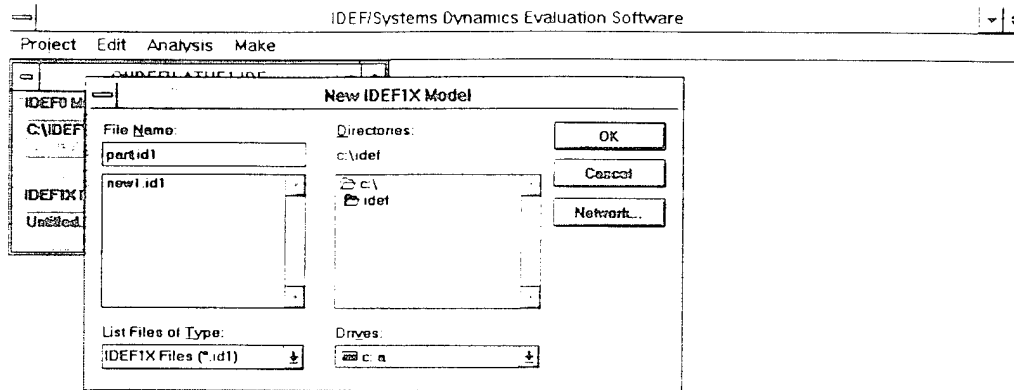 IDEF/Systems Dynamics Evaluation Software
Project Edit Analysis Make
IDEF0 M
C:\IDEF
IDEF1X
Untitled.
New IDEF1X Model
File Name:
part.id1
new1.id1
Directories:
c:\idef
c:\
idef
OK
Cancel
Network...
List Files of Type:
IDEF1X Files (*.id1)
Drives:
c: a